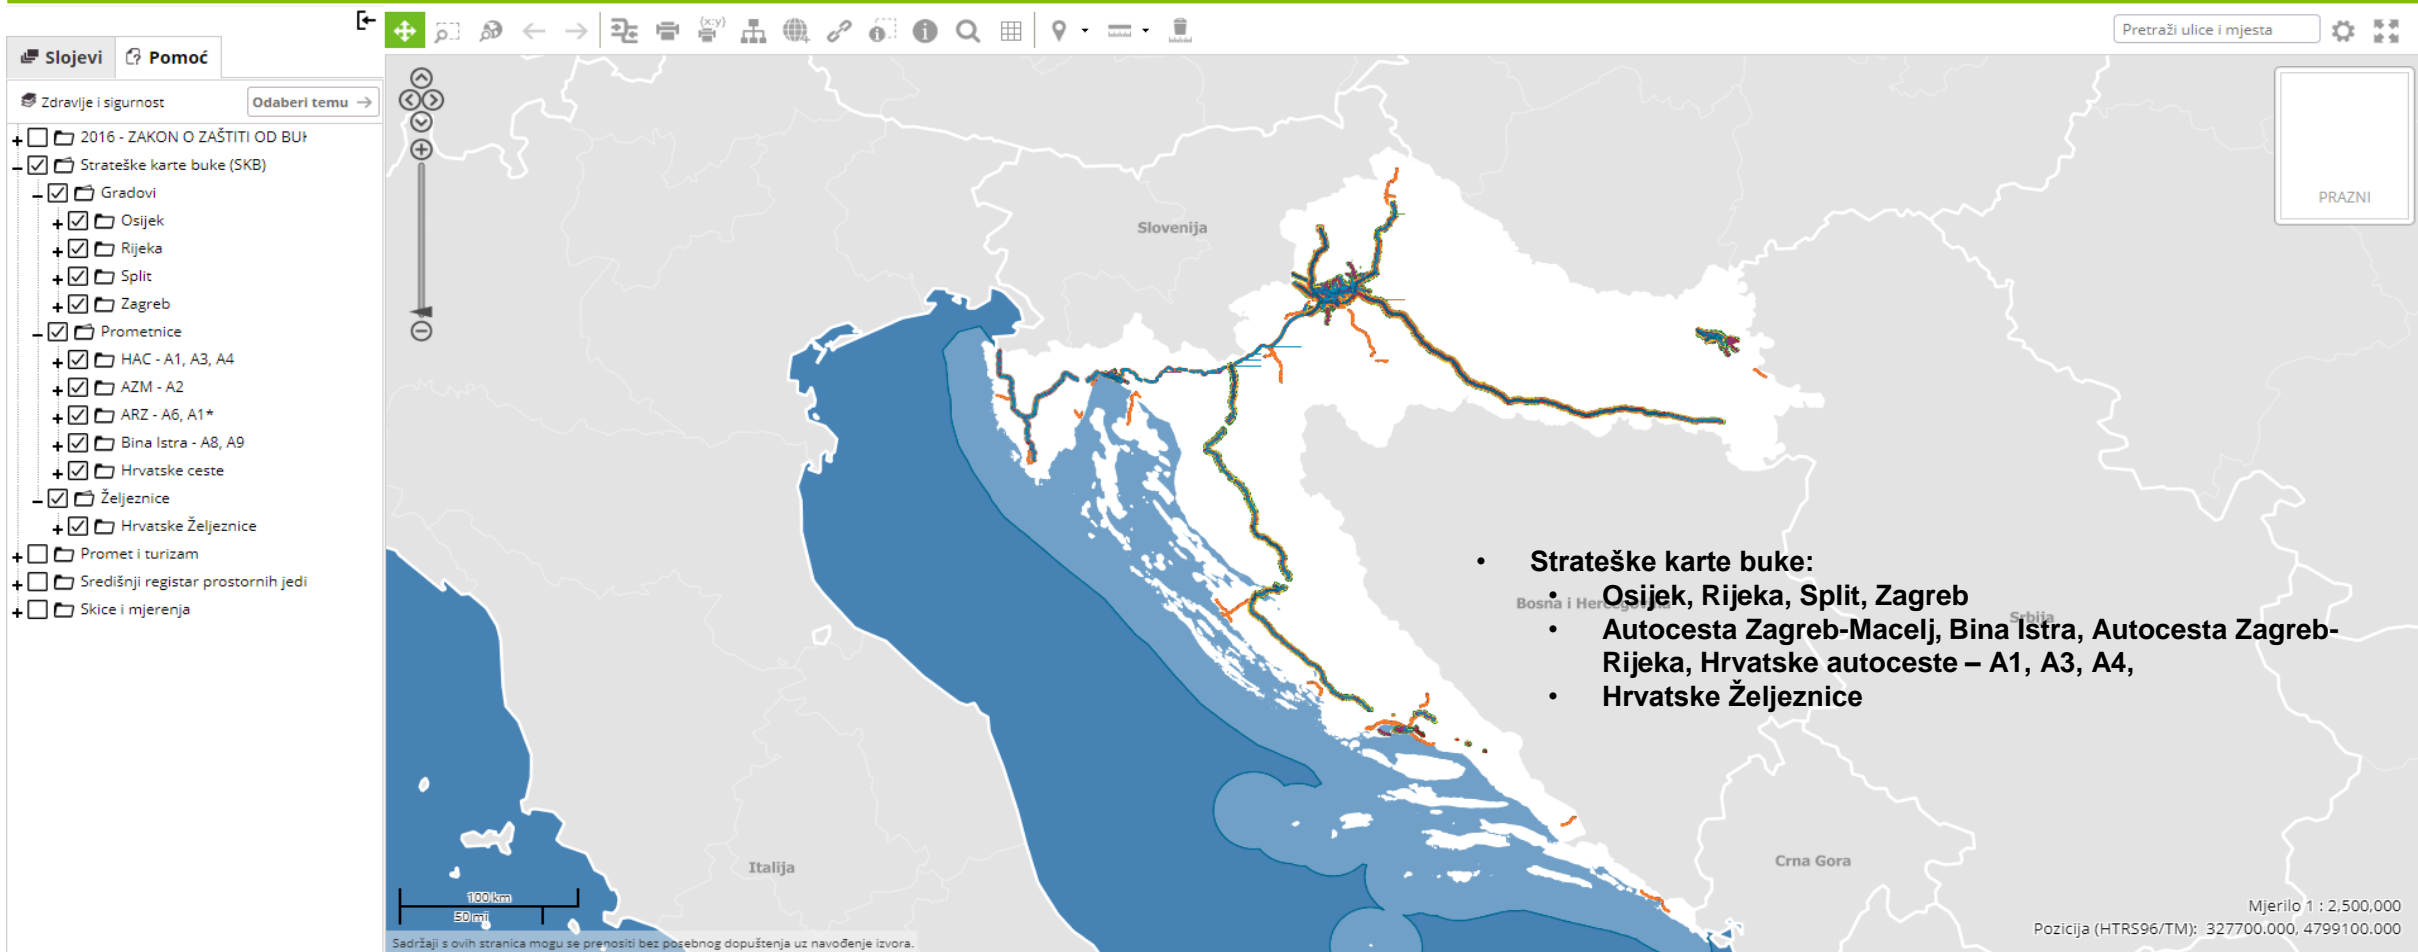 {x:y}
Pretraži ulice i mjesta
Slojevi
Pomoć
Zdravlje i sigurnost
Odaberi temu →
2016 - ZAKON O ZAŠTITI OD BUK
Strateške karte buke (SKB)
Gradovi
Osijek
Rijeka
Split
Zagreb
Prometnice
HAC - A1, A3, A4
AZM - A2
ARZ - A6, A1*
Bina Istra - A8, A9
Hrvatske ceste
Željeznice
Hrvatske Željeznice
Promet i turizam
Središnji registar prostornih jedi
Skice i mjerenja
PRAZNI
Slovenija
• Strateške karte buke:
• Osijek, Rijeka, Split, Zagreb
Bosna i Hercegovina
Srbija
• Autocesta Zagreb-Macelj, Bina Istra, Autocesta Zagreb-
Rijeka, Hrvatske autoceste – A1, A3, A4,
• Hrvatske Željeznice
Italija
Crna Gora
100 km
50 mi
Mjerilo 1 : 2,500,000
Pozicija (HTRS96/TM): 327700.000, 4799100.000
Sadržaji s ovih stranica mogu se prenositi bez posebnog dopuštenja uz navođenje izvora.